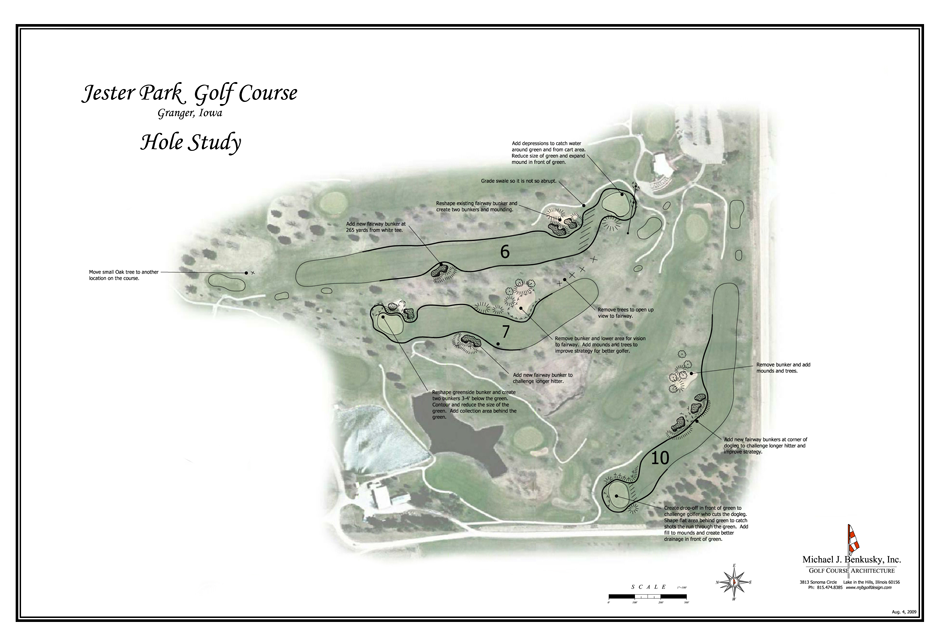 Jester Park Golf Course
Granger, Iowa
Hole Study
Add depressions to catch water
around green and from cart area.
Reduce size of green and expand
mound in front of green.
Grade swale so it is not so abrupt.
Reshape existing fairway bunker and
create two bunkers and mounding.
Add new fairway bunker at
265 yards from white tee.
6
Move small Oak tree to another
location on the course.
Remove trees to open up
view to fairway.
7
Remove bunker and lower area for vision
to fairway. Add mounds and trees to
improve strategy for better golfer.
Remove bunker and add
mounds and trees.
Add new fairway bunker to
challenge longer hitter.
Reshape greenside bunker and create
two bunkers 3-4' below the green.
Contour and reduce the size of the
green. Add collection area behind the
green.
Add new fairway bunkers at corner of
dogleg to challenge longer hitter and
improve strategy.
10
Create drop-off in front of green to
challenge golfer who cuts the dogleg.
Shape flat area behind green to catch
shots the run through the green. Add
fill to mounds and create better
drainage in front of green.
Michael J. Benkusky, Inc.
Golf Course Architecture
3813 Sonoma Circle Lake in the Hills, Illinois 60156
Ph: 815.474.8385 www.mjbgolfdesign.com
SCALE
Aug. 4, 2009